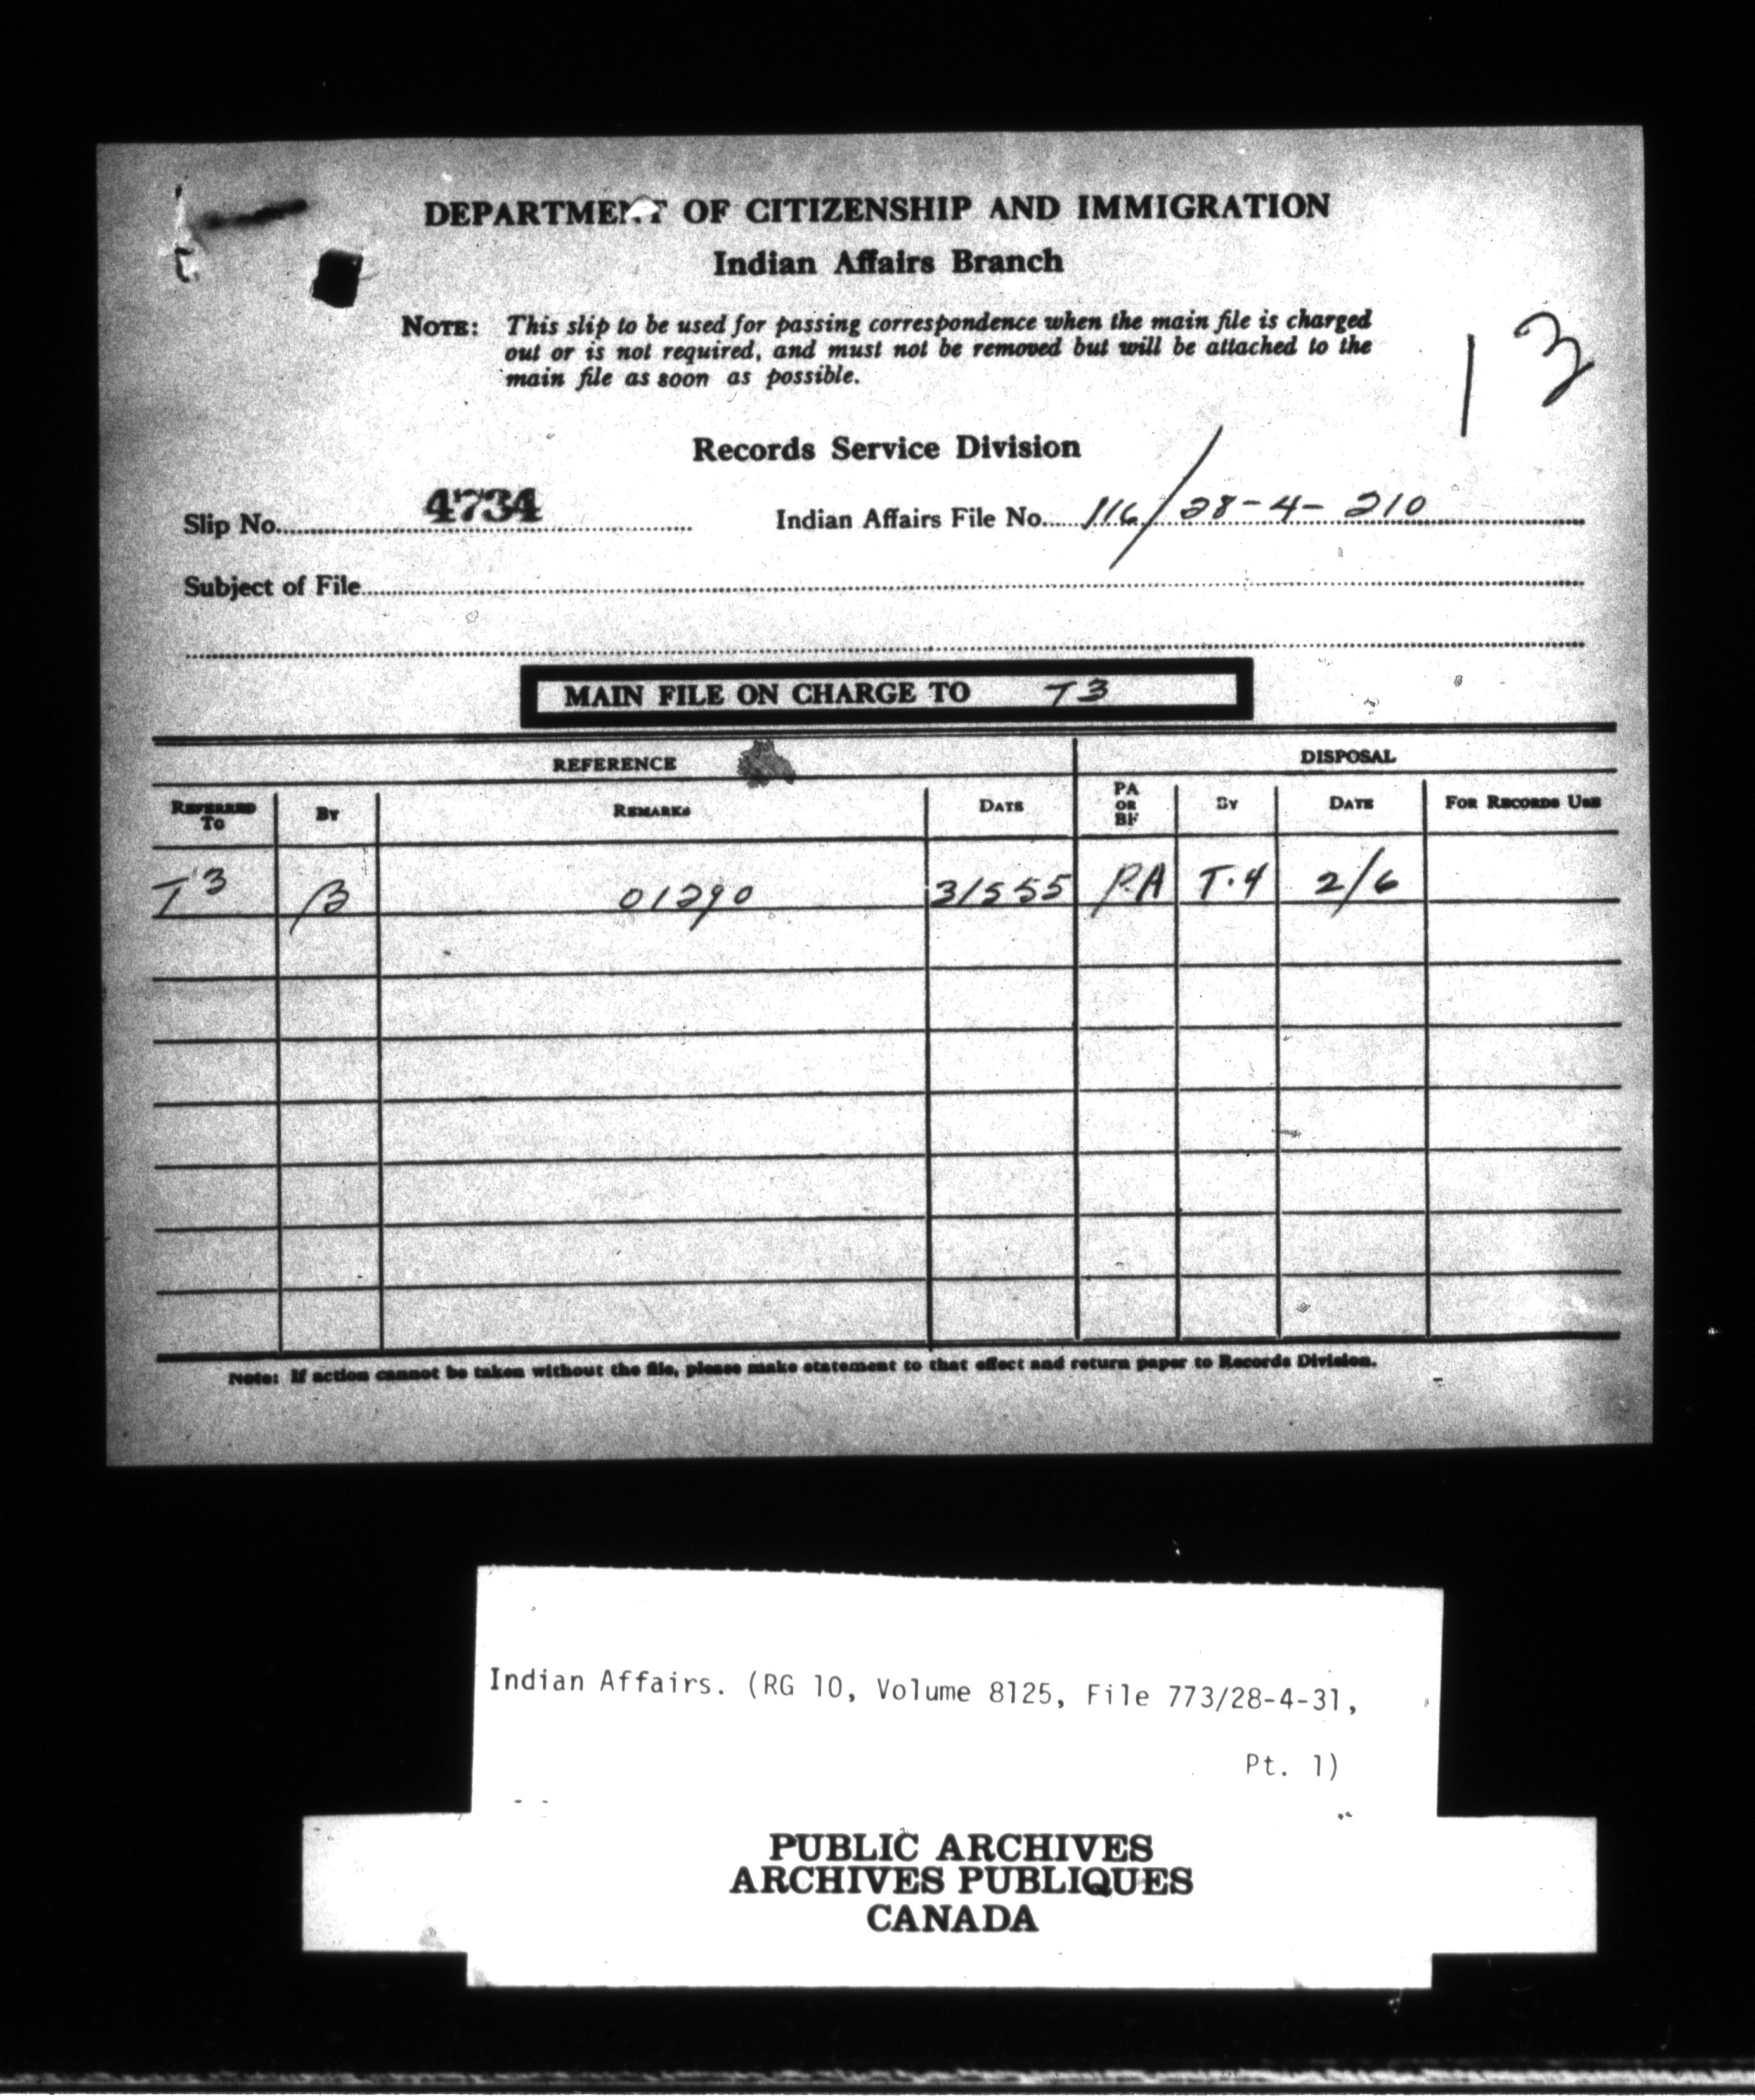 DEPARTMENT OF CITIZENSHIP AND IMMIGRATION
Indian Affairs Branch
NOTE: This slip to be used for passing correspondence when the main file is charged
out or is not required, and must not be removed but will be attached to the
main file as soon as possible.
13
Records Service Division
Slip No. 4734 Indian Affairs File No. 116/28-4-210
Subject of File
MAIN FILE ON CHARGE TO T3
REFERENCE DISPOSAL
REFERRED TO BY REMARKS DATE PA OR BF BY DATE FOR RECORDS USE
T3 B 01290 31555 PA T.4 2/6
Note: If action cannot be taken without the file, please make statement to that effect and return paper to Records Division.
Indian Affairs. (RG 10, Volume 8125, File 773/28-4-31,
Pt. 1)
PUBLIC ARCHIVES
ARCHIVES PUBLIQUES
CANADA